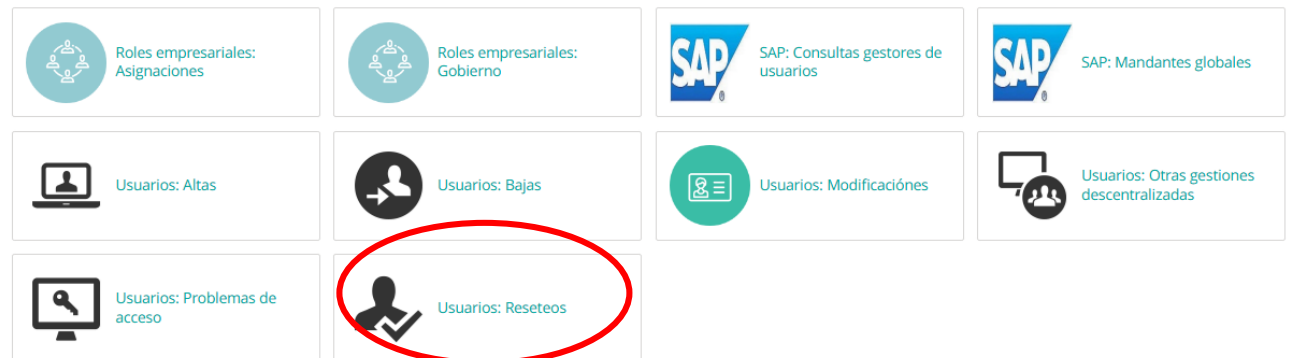 Roles empresariales:
Asignaciones
Roles empresariales:
Gobierno
SAP
®
SAP: Consultas gestores de
usuarios
SAP
®
SAP: Mandantes globales
Usuarios: Altas
Usuarios: Bajas
Usuarios: Modificaciónes
Usuarios: Otras gestiones
descentralizadas
Usuarios: Problemas de
acceso
Usuarios: Reseteos